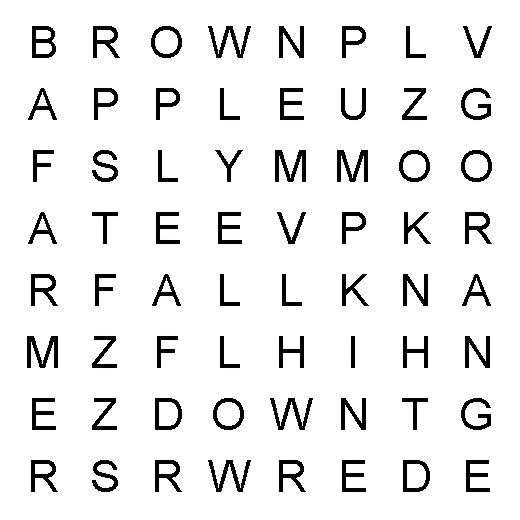 B R O W N P L V
A P P L E U Z G
F S L Y M M O O
A T E E V P K R
R F A L L K N A
M Z F L H I H N
E Z D O W N T G
R S R W R E D E